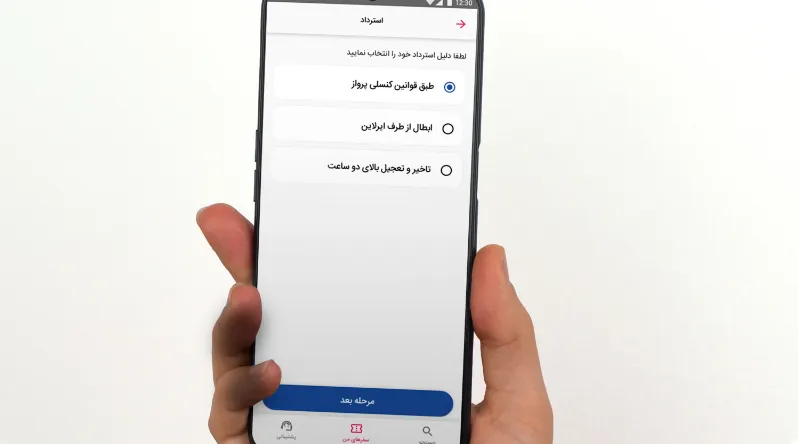 12:30
استرداد
لطفا دلیل استرداد خود را انتخاب نمایید
طبق قوانین کنسلی پرواز
ابطال از طرف ایرلاین
تاخیر و تعجیل بالای دو ساعت
مرحله بعد
جستجو
سفرهای من
پشتیبانی